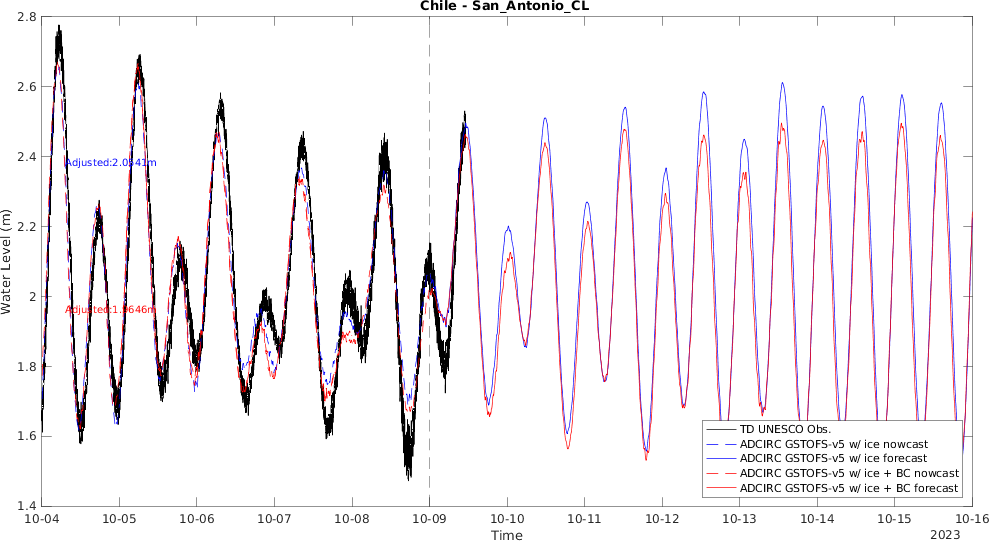 Chile - San_Antonio_CL
2.8
2.6
2.4
2.2
2
1.8
1.6
1.4
Water Level (m)
Adjusted:2.0541m
Adjusted:1.9646m
TD UNESCO Obs.
ADCIRC GSTOFS-v5 w/ ice nowcast
ADCIRC GSTOFS-v5 w/ ice forecast
ADCIRC GSTOFS-v5 w/ ice + BC nowcast
ADCIRC GSTOFS-v5 w/ ice + BC forecast
10-04 10-05 10-06 10-07 10-08 10-09 10-10 10-11 10-12 10-13 10-14 10-15 10-16
Time
2023